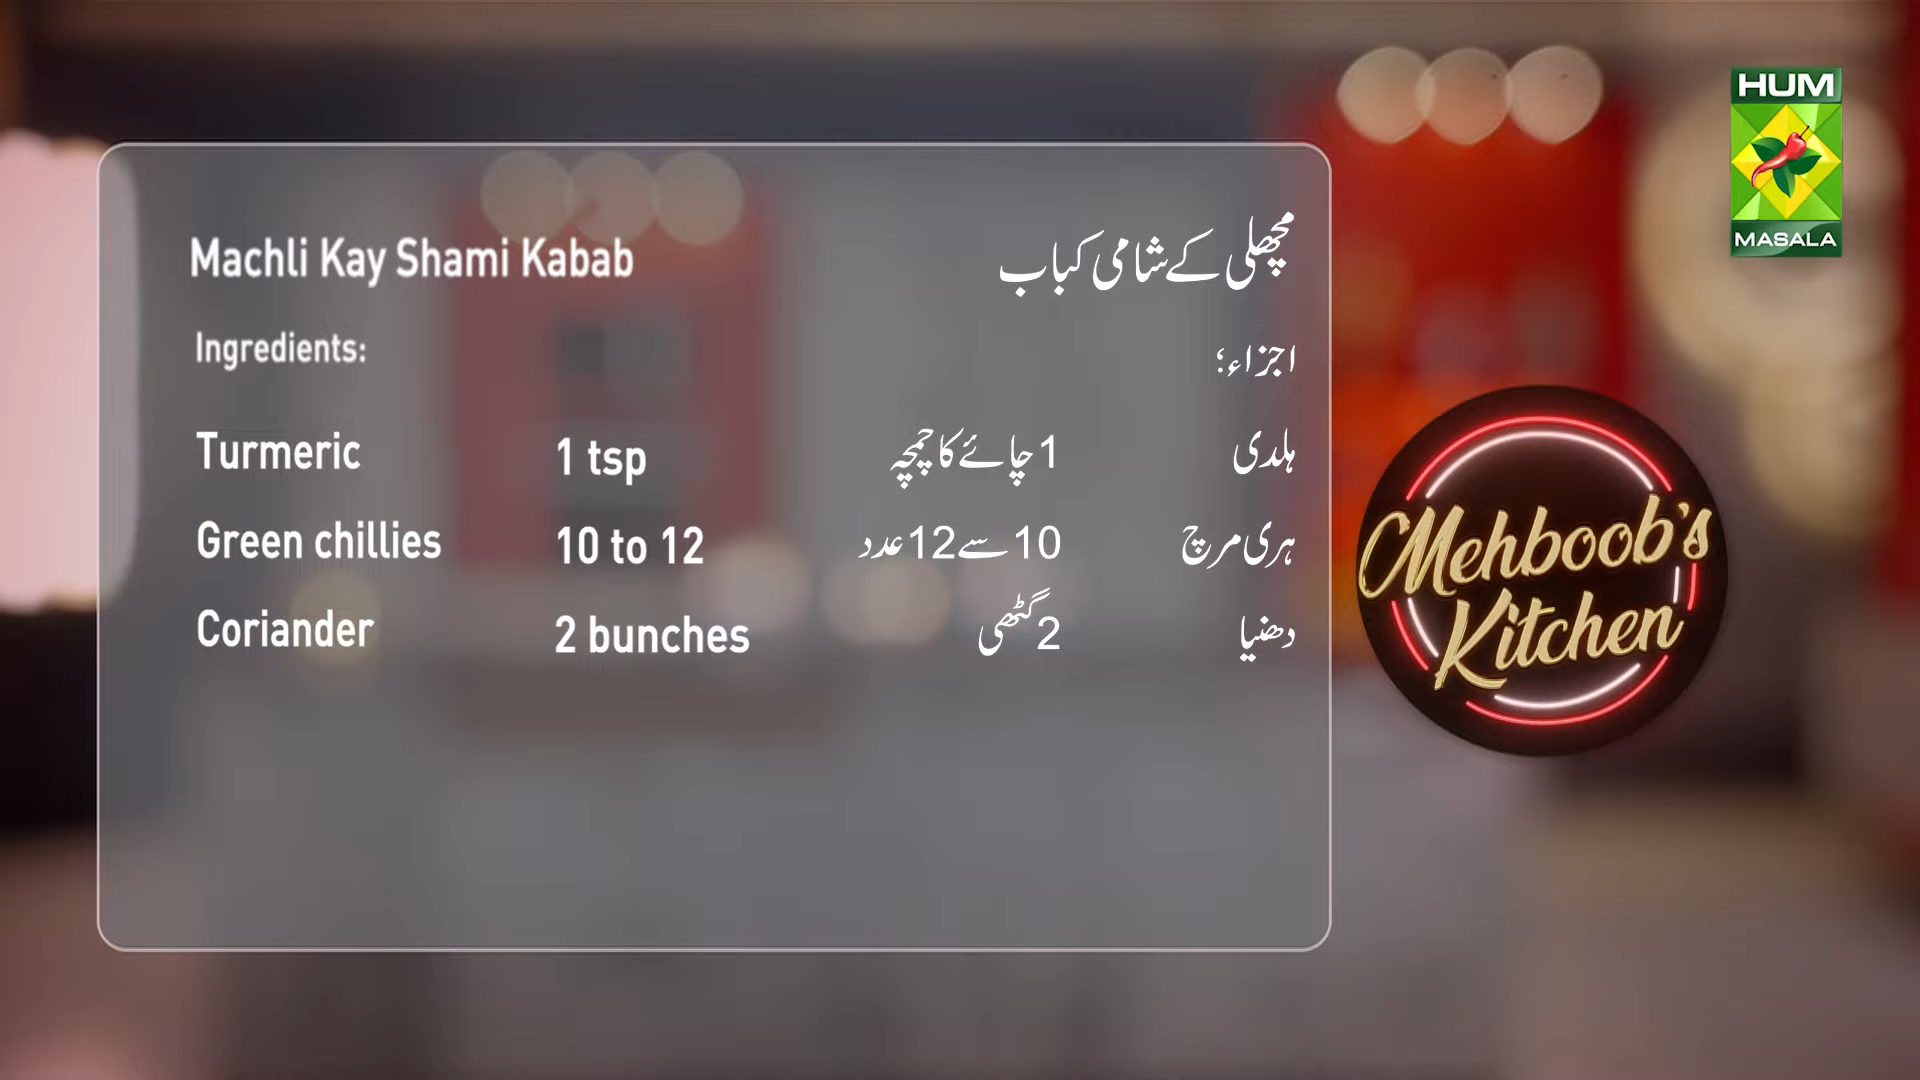 HUM
MASALA
Machli Kay Shami Kabab
مچھلی کے شامی کباب
Ingredients:
اجزاء؛
Turmeric 1 tsp 1 چائے کا چمچہ ہلدی
Green chillies 10 to 12 10 سے 12 عدد ہری مرچ
Coriander 2 bunches 2 گٹھی دھنیا
Mehboob's
Kitchen